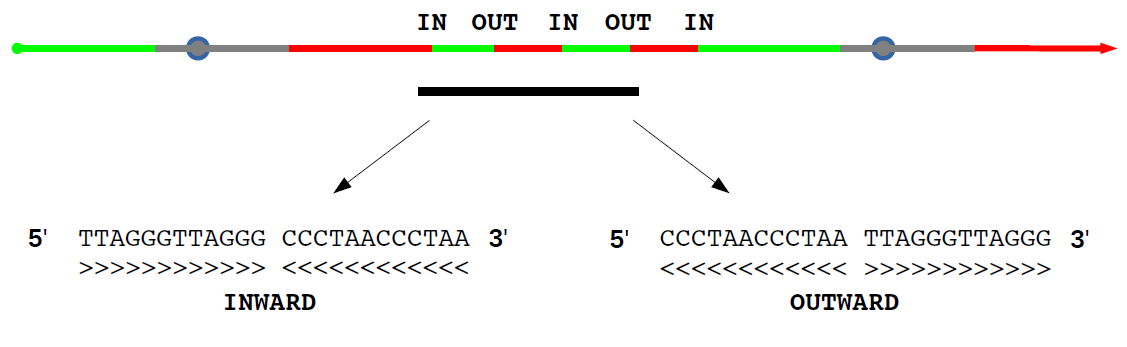 IN OUT IN OUT IN
5' TTAGGGTTAGGG CCCTAACCCTAA 3' 5' CCCTAACCCTAA TTAGGGTTAGGG 3'
>>>>>>>>>>>> <<<<<<<<<<<< <<<<<<<<<<<< >>>>>>>>>>>>
INWARD OUTWARD